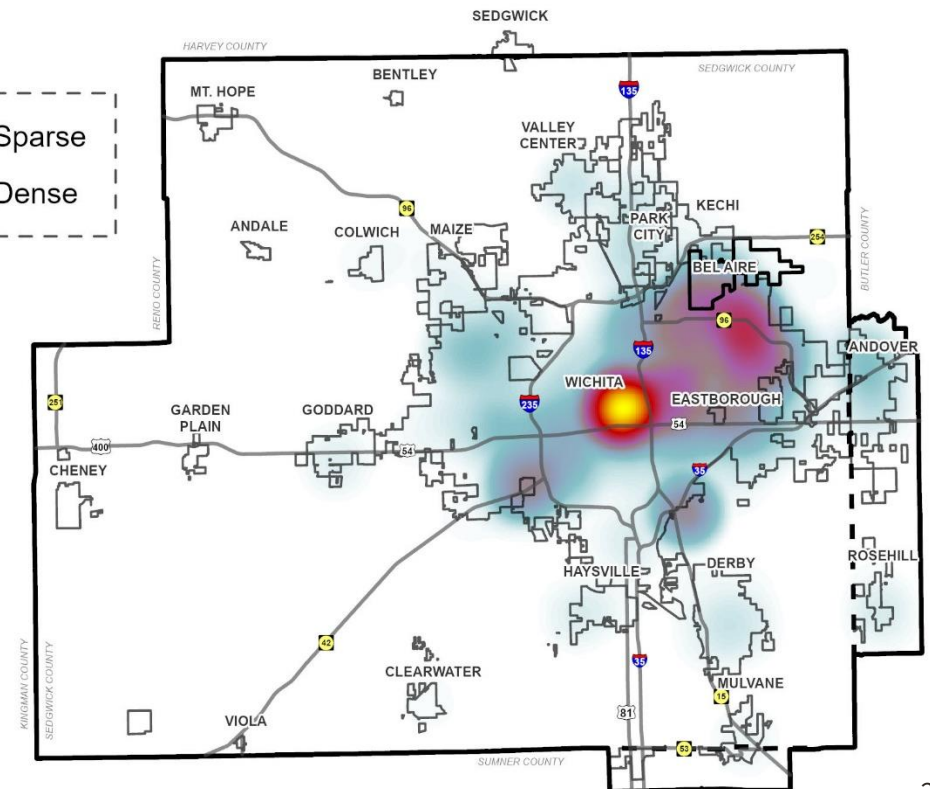 SEDGWICK
HARVEY COUNTY
SEDGWICK COUNTY
BENTLEY
MT. HOPE
135
Sparse
Dense
VALLEY
CENTER
96
KECHI
PARK
CITY
ANDALE
COLWICH
MAIZE
254
BEL AIRE
BUTLER COUNTY
RENO COUNTY
96
135
ANDOVER
WICHITA
251
235
EASTBOROUGH
GARDEN
PLAIN
GODDARD
54
400
54
CHENEY
35
HAYSVILLE
DERBY
ROSEHILL
42
KINGMAN COUNTY
SEDGWICK COUNTY
CLEARWATER
35
MULVANE
15
81
VIOLA
53
SUMNER COUNTY